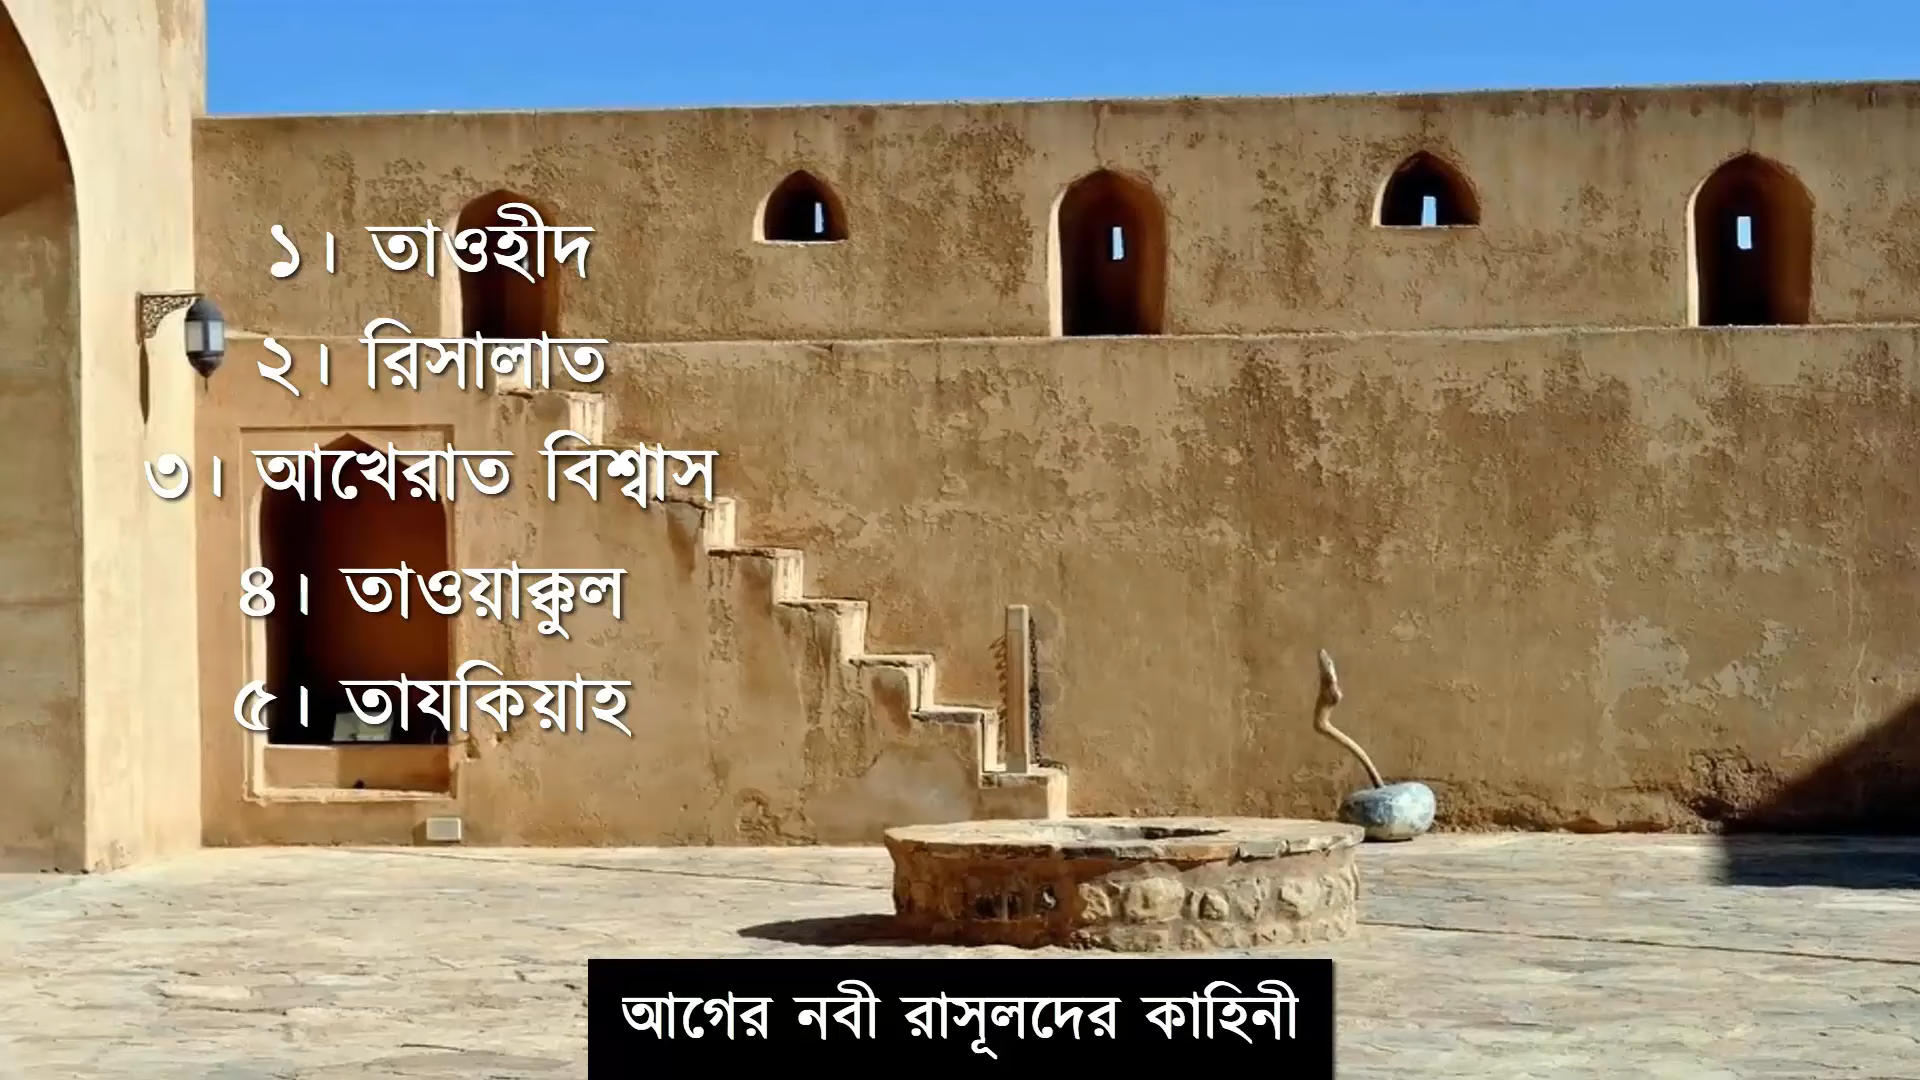 ১। তাওহীদ
২। রিসালাত
৩। আখেরাত বিশ্বাস
৪। তাওয়াক্কুল
৫। তাযকিয়াহ
আগের নবী রাসূলদের কাহিনী